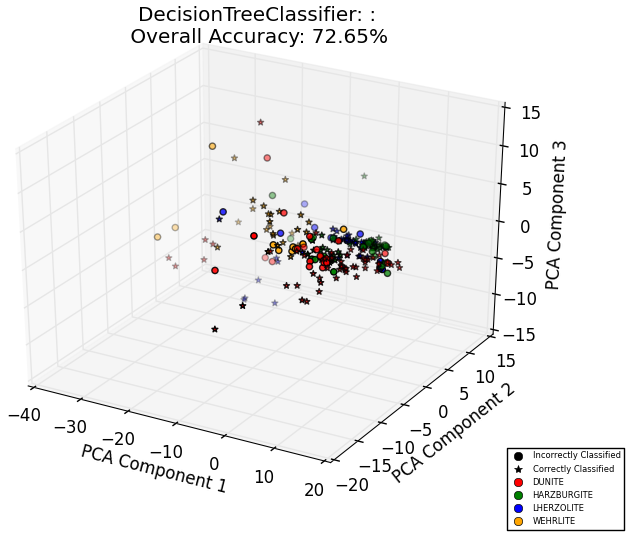 DecisionTreeClassifier: :
Overall Accuracy: 72.65%
15
10
5
0
−5
−10
−15
PCA Component 3
15
10
5
0
−5
−10
−15
−20
PCA Component 2
−40
−30
−20
−10
0
10
20
PCA Component 1
Incorrectly Classified
Correctly Classified
DUNITE
HARZBURGITE
LHERZOLITE
WEHRLITE